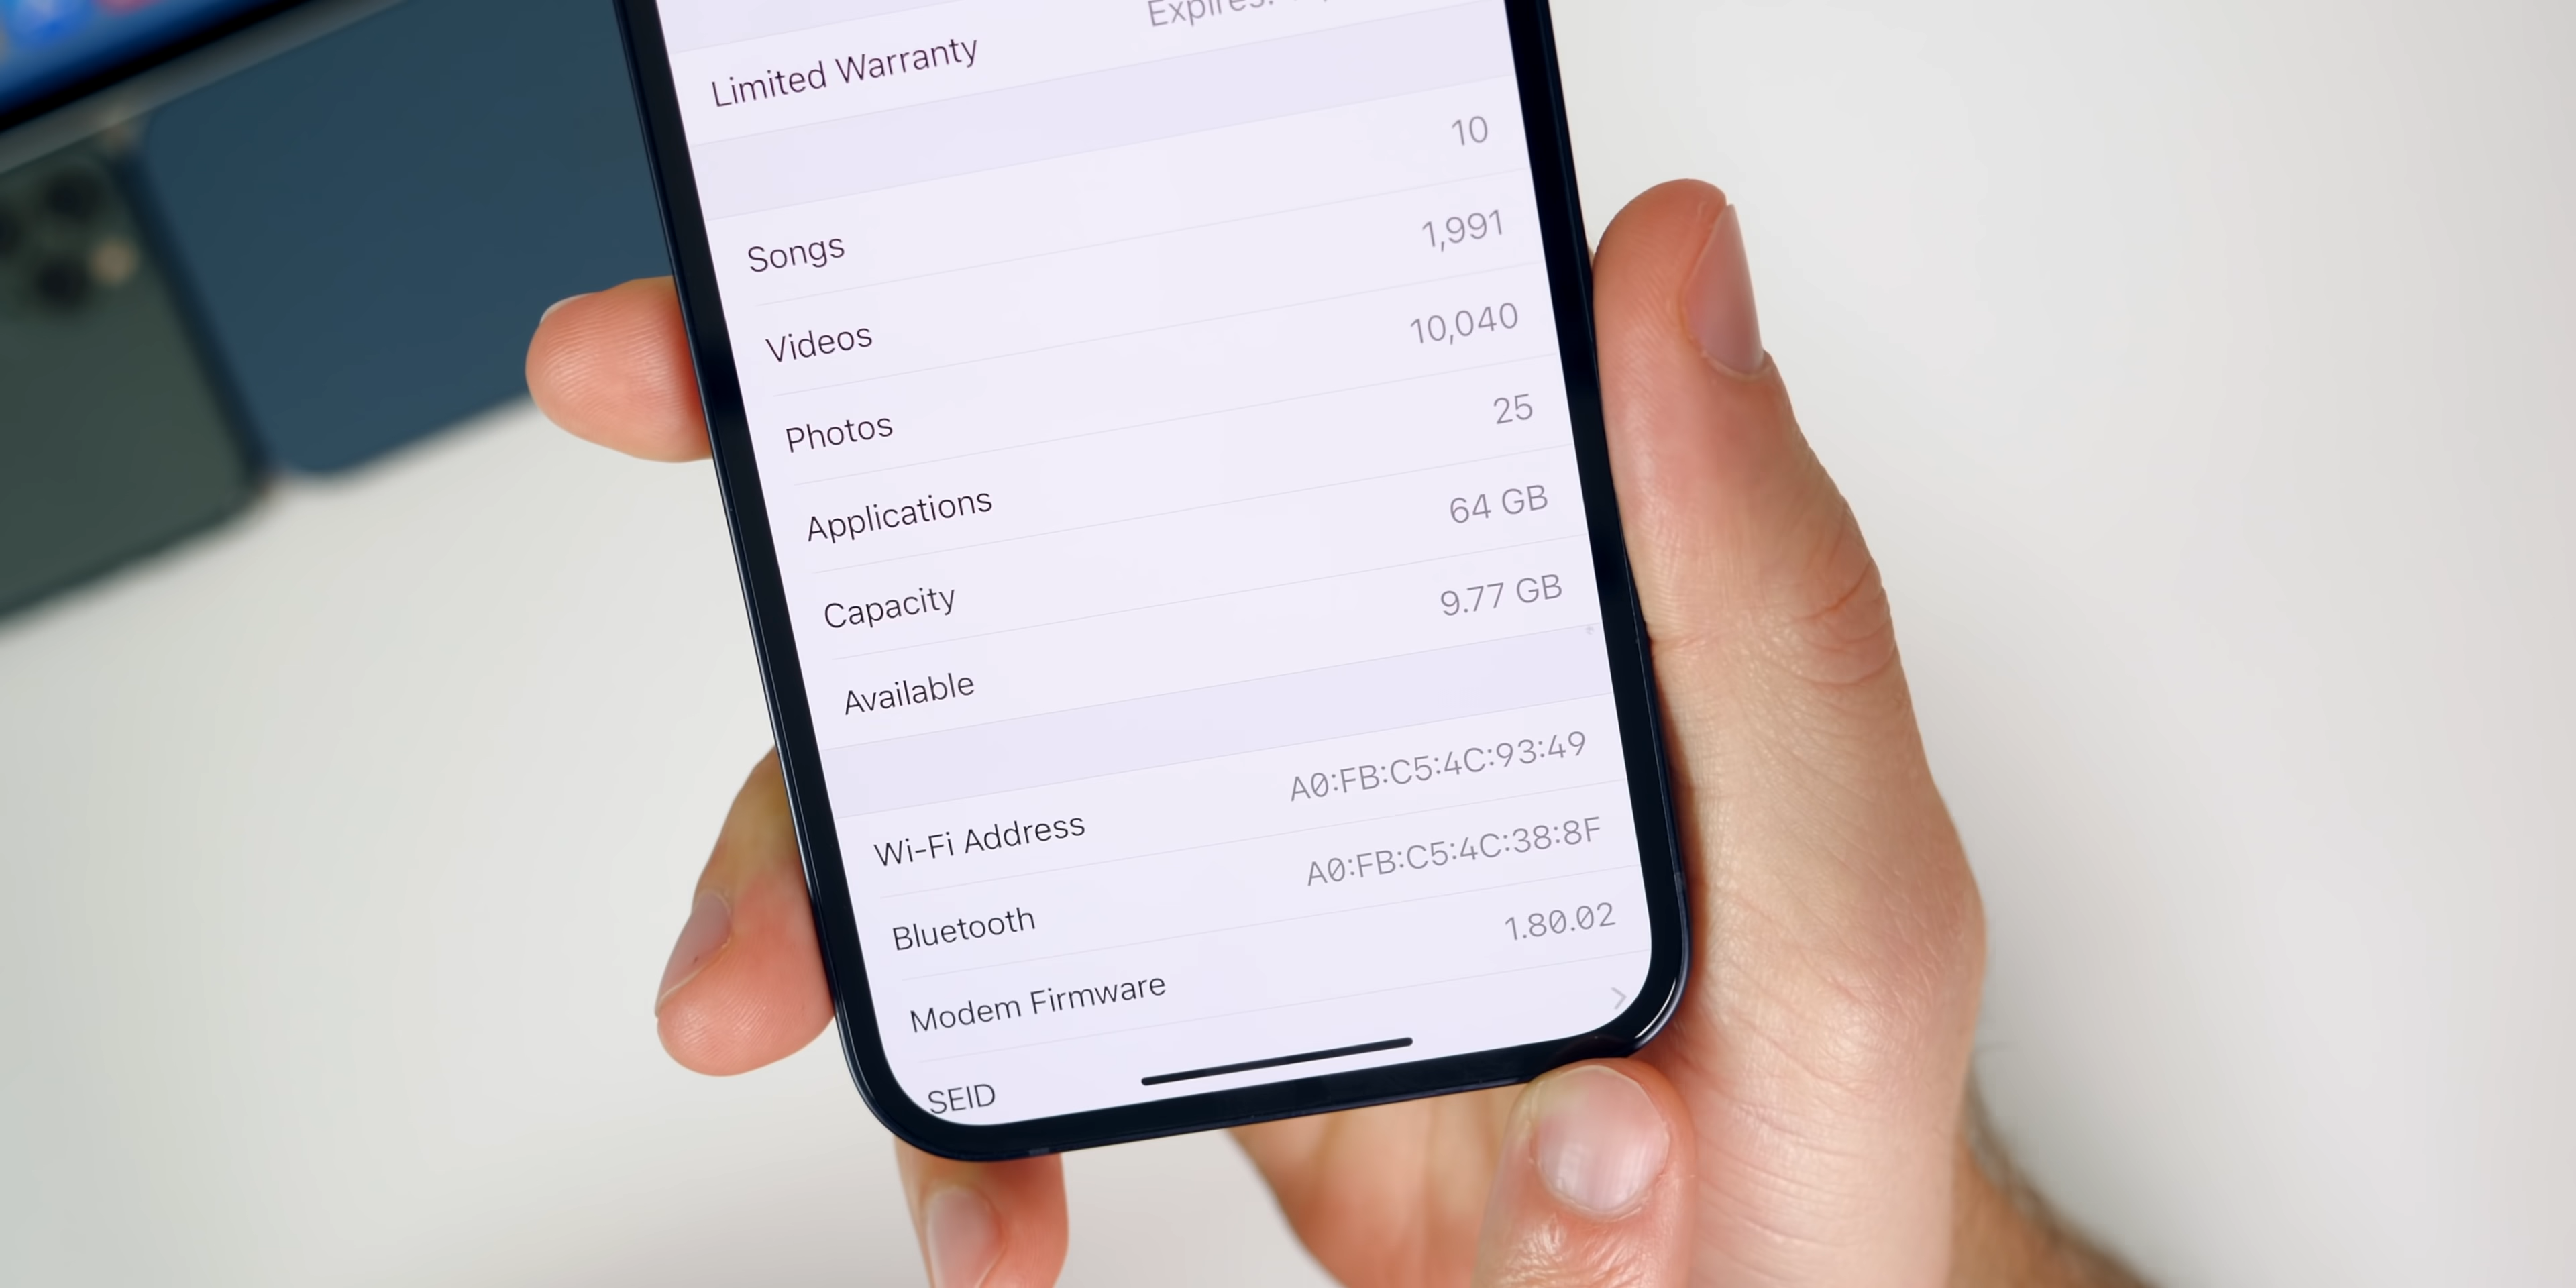 Limited Warranty Expires:
Songs 10
Videos 1,991
Photos 10,040
Applications 25
Capacity 64 GB
Available 9.77 GB
Wi-Fi Address A0:FB:C5:4C:93:49
Bluetooth A0:FB:C5:4C:38:8F
Modem Firmware 1.80.02
SEID